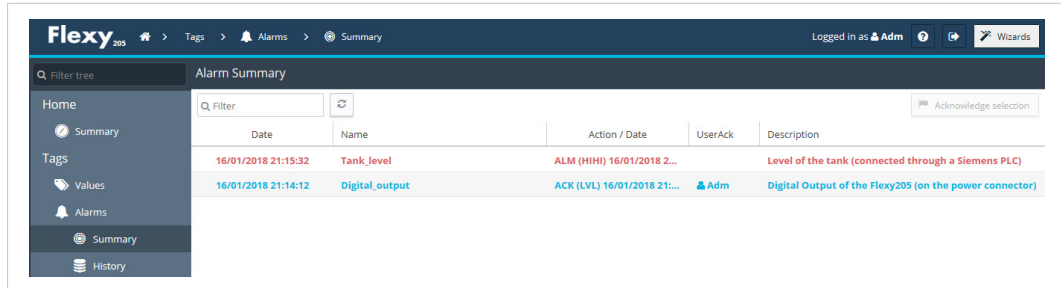 Flexy 205 > Tags > Alarms > Summary Logged in as Adm Wizards
Filter tree
Alarm Summary
Home
Summary
Tags
Values
Alarms
Summary
History
Filter
Acknowledge selection
Date Name Action / Date UserAck Description
16/01/2018 21:15:32 Tank_level ALM (HIHI) 16/01/2018 2... Level of the tank (connected through a Siemens PLC)
16/01/2018 21:14:12 Digital_output ACK (LVL) 16/01/2018 21:... Adm Digital Output of the Flexy205 (on the power connector)